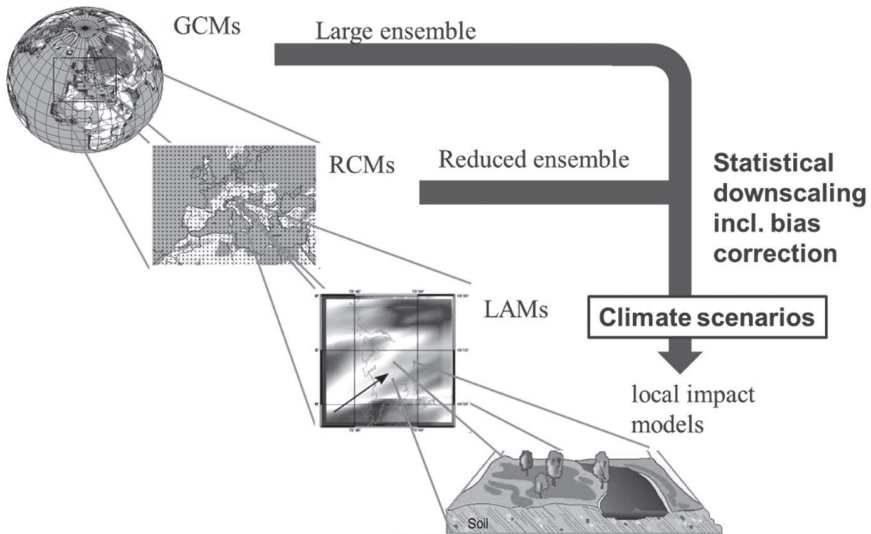 GCMs
Large ensemble
RCMs
Reduced ensemble
Statistical
downscaling
incl. bias
correction
LAMs
Climate scenarios
local impact
models
Soil